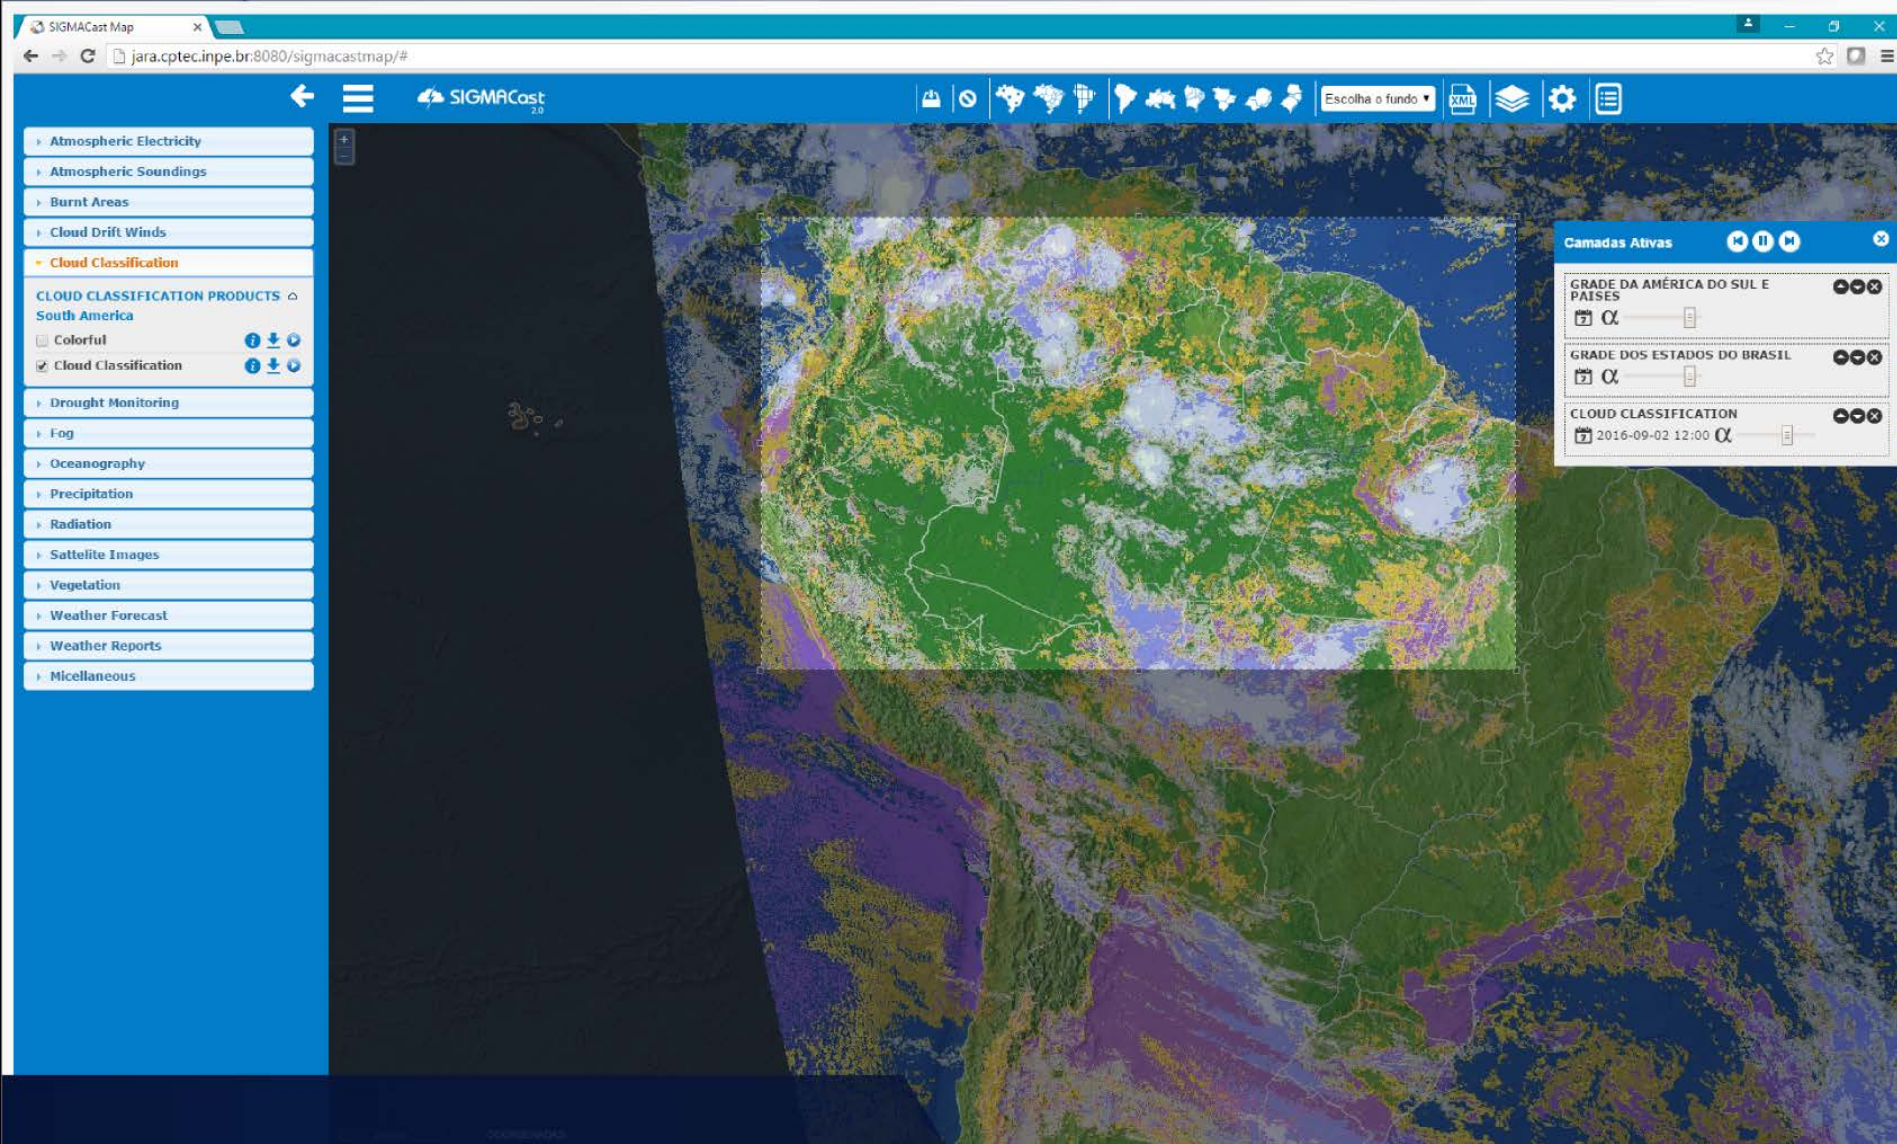 SIGMACast Map
jara.cptec.inpe.br:8080/sigmacastmap/#
SIGMACast
2.0
Escolha o fundo
XML
Atmospheric Electricity
Atmospheric Soundings
Burnt Areas
Cloud Drift Winds
Cloud Classification
CLOUD CLASSIFICATION PRODUCTS
South America
Colorful
Cloud Classification
Drought Monitoring
Fog
Oceanography
Precipitation
Radiation
Sattelite Images
Vegetation
Weather Forecast
Weather Reports
Micellaneous
Camadas Ativas
GRADE DA AMÉRICA DO SUL E
PAISES
7 α
GRADE DOS ESTADOS DO BRASIL
7 α
CLOUD CLASSIFICATION
7 2016-09-02 12:00 α